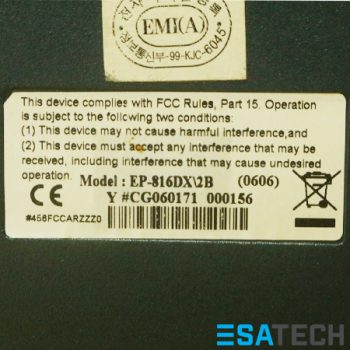 EMI(A)
-99-KJC-6045
This device complies with FCC Rules, Part 15. Operation
is subject to the following two conditions:
(1) This device may not cause harmful interference,and
(2) This device must accept any interference that may be
received, including interference that may cause undesired
operation.
Model : EP-816DX\2B (0606)
Y #CG060171 000156
CE
#456FCCARZZZ0
ESATECH